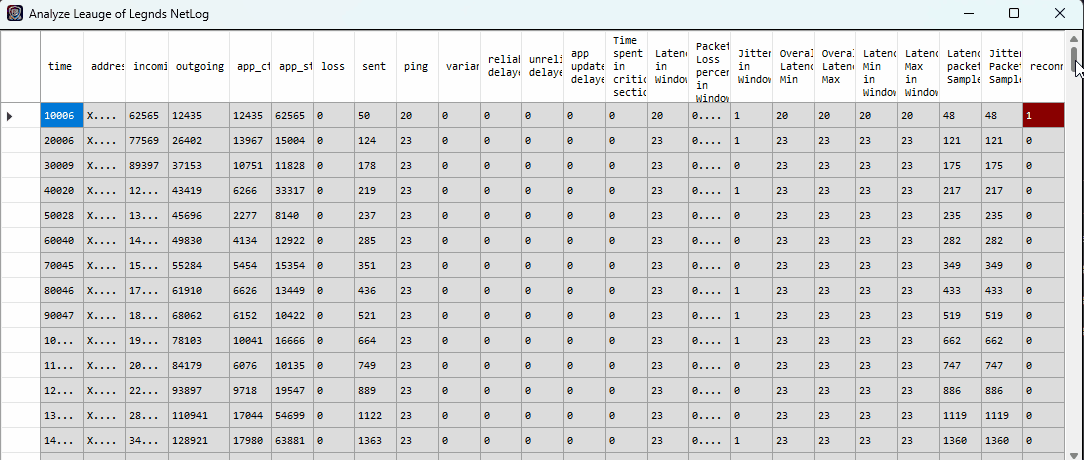 Analyze Leauge of Legnds NetLog
time addres incomi outgoing app_ct app_st loss sent ping varian reliab delaye unreli delaye app update delaye Time spent in critic sectic Latenc in Window Packet Loss percen in Window Jitter in Window Overal Latenc Min Overal Latenc Max Latenc Min in Window Latenc Max in Window Latenc packet Sample Jitter Packet Sample reconn
10006 X.... 62565 12435 12435 62565 0 50 20 0 0 0 0 0 20 0.... 1 20 20 20 20 48 48 1
20006 X.... 77569 26402 13967 15004 0 124 23 0 0 0 0 0 23 0.... 1 23 23 23 23 121 121 0
30009 X.... 89397 37153 10751 11828 0 178 23 0 0 0 0 0 23 0.... 0 23 23 23 23 175 175 0
40020 X.... 12... 43419 6266 33317 0 219 23 0 0 0 0 0 23 0.... 1 23 23 23 23 217 217 0
50028 X.... 13... 45696 2277 8140 0 237 23 0 0 0 0 0 23 0.... 0 23 23 23 23 235 235 0
60040 X.... 14... 49830 4134 12922 0 285 23 0 0 0 0 0 23 0.... 0 23 23 23 23 282 282 0
70045 X.... 15... 55284 5454 15354 0 351 23 0 0 0 0 0 23 0.... 0 23 23 23 23 349 349 0
80046 X.... 17... 61910 6626 13449 0 436 23 0 0 0 0 0 23 0.... 1 23 23 23 23 433 433 0
90047 X.... 18... 68062 6152 10422 0 521 23 0 0 0 0 0 23 0.... 1 23 23 23 23 519 519 0
10... X.... 19... 78103 10041 16666 0 664 23 0 0 0 0 0 23 0.... 1 23 23 23 23 662 662 0
11... X.... 20... 84179 6076 10135 0 749 23 0 0 0 0 0 23 0.... 0 23 23 23 23 747 747 0
12... X.... 22... 93897 9718 19547 0 889 23 0 0 0 0 0 23 0.... 0 23 23 23 23 886 886 0
13... X.... 28... 110941 17044 54699 0 1122 23 0 0 0 0 0 23 0.... 0 23 23 23 23 1119 1119 0
14... X.... 34... 128921 17980 63881 0 1363 23 0 0 0 0 0 23 0.... 1 23 23 23 23 1360 1360 0